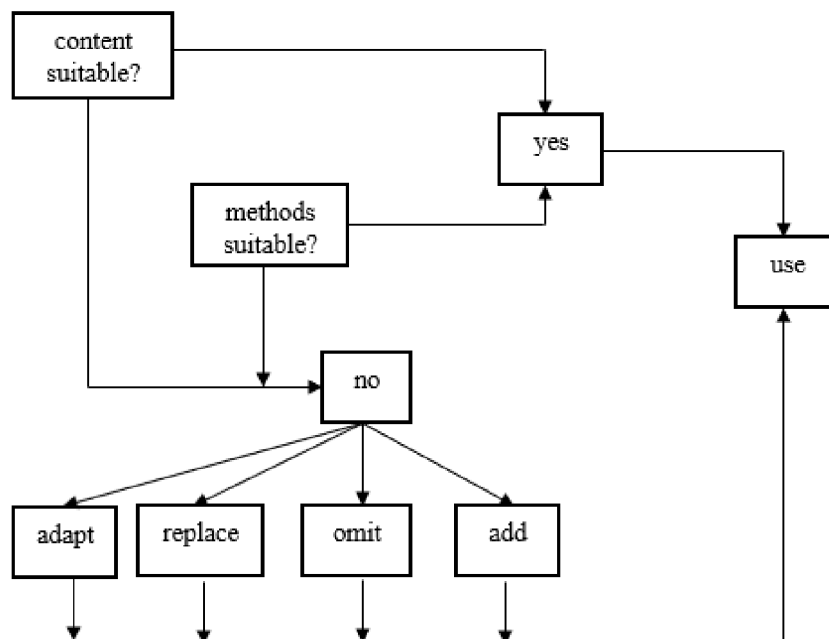 content
suitable?
yes
methods
suitable?
use
no
adapt
replace
omit
add